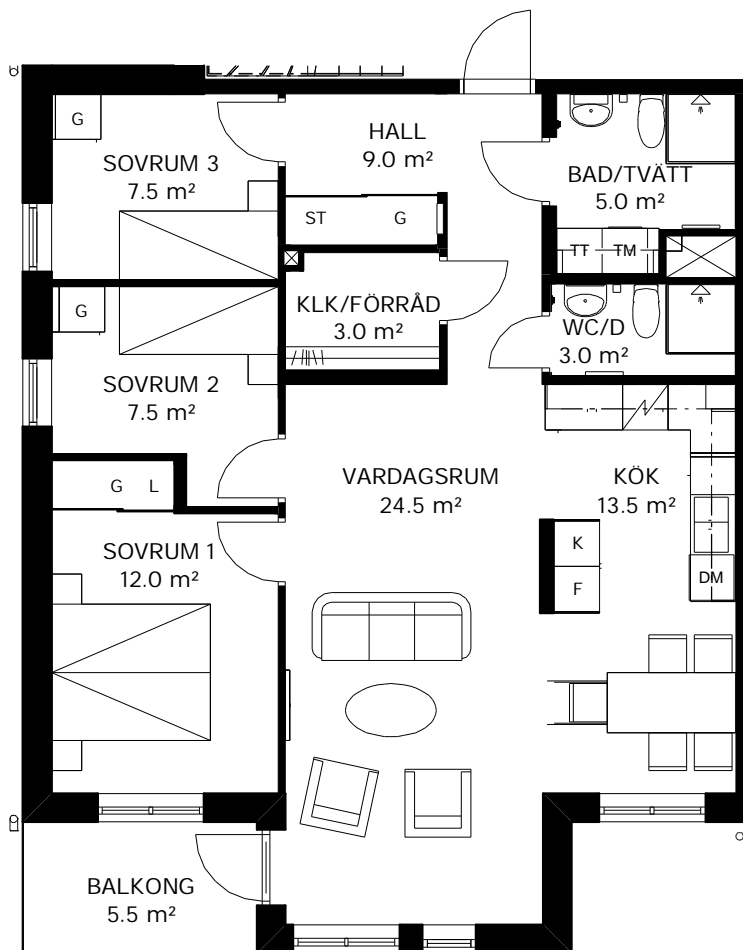 G
HALL
9.0 m²
SOVRUM 3
7.5 m²
BAD/TVÄTT
5.0 m²
ST G
TT TM
G
KLK/FÖRRÅD
3.0 m²
WC/D
3.0 m²
SOVRUM 2
7.5 m²
G L
VARDAGSRUM
24.5 m²
KÖK
13.5 m²
SOVRUM 1
12.0 m²
K
F
DM
BALKONG
5.5 m²